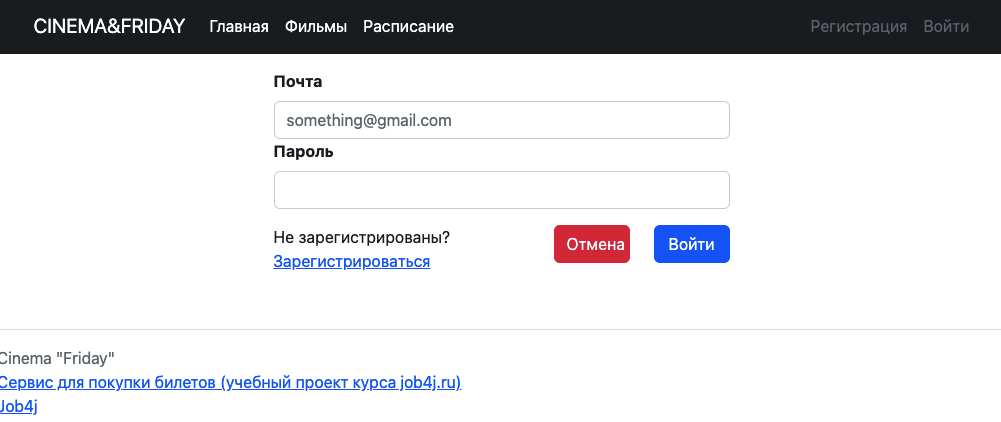 CINEMA&FRIDAY Главная Фильмы Расписание Регистрация Войти
Почта
something@gmail.com
Пароль
Не зарегистрированы? Отмена Войти
Зарегистрироваться
Cinema "Friday"
Сервис для покупки билетов (учебный проект курса job4j.ru)
Job4j